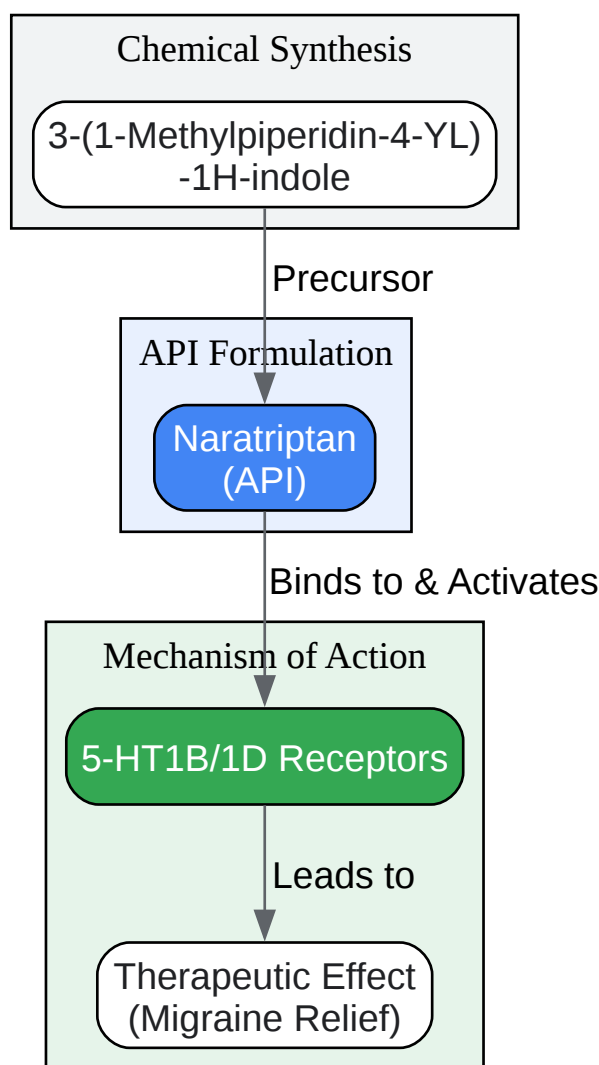 Chemical Synthesis
3-(1-Methylpiperidin-4-YL)
-1H-indole
Precursor
API Formulation
Naratriptan
(API)
Binds to & Activates
Mechanism of Action
5-HT1B/1D Receptors
Leads to
Therapeutic Effect
(Migraine Relief)